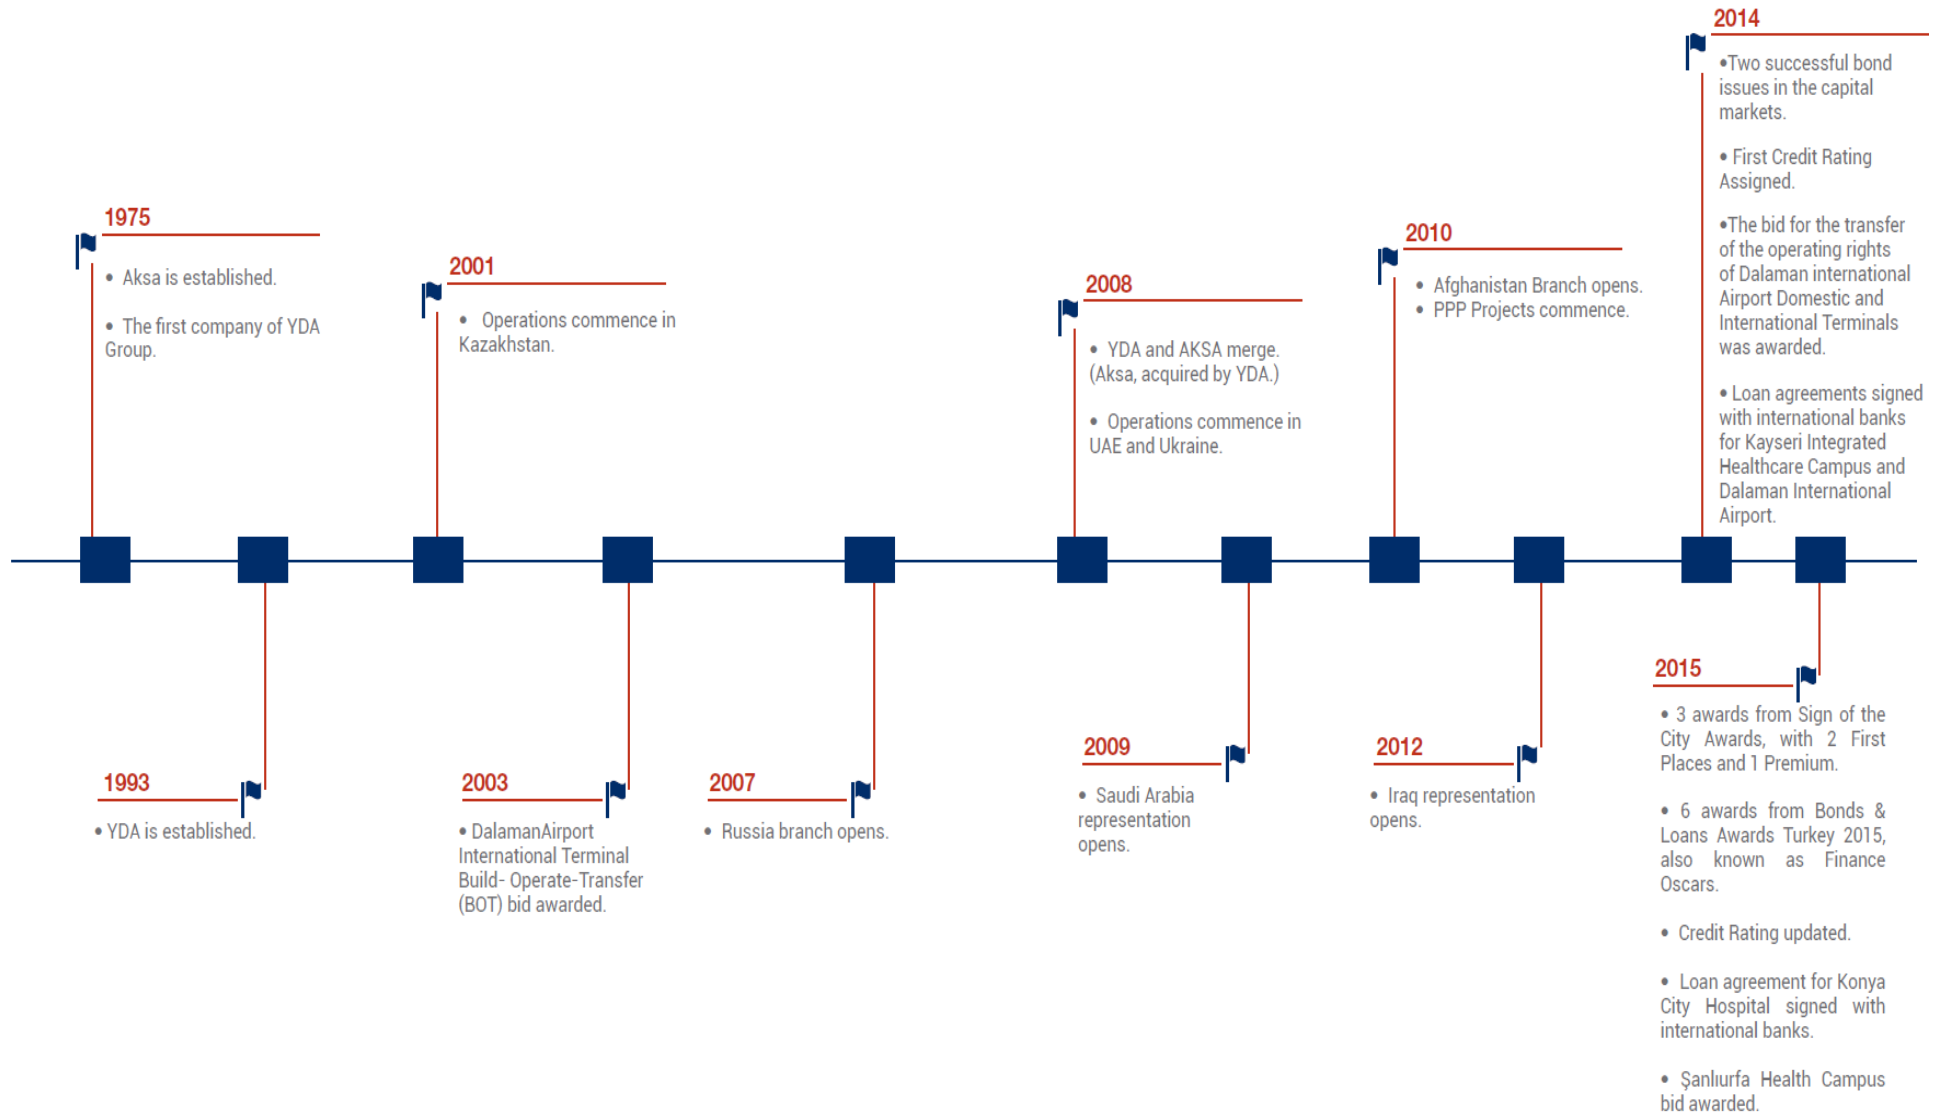 1975
• Aksa is established.
• The first company of YDA
Group.
1993
• YDA is established.
2001
• Operations commence in
Kazakhstan.
2003
• DalamanAirport
International Terminal
Build- Operate-Transfer
(BOT) bid awarded.
2007
• Russia branch opens.
2008
• YDA and AKSA merge.
(Aksa, acquired by YDA.)
• Operations commence in
UAE and Ukraine.
2009
• Saudi Arabia
representation
opens.
2010
• Afghanistan Branch opens.
• PPP Projects commence.
2012
• Iraq representation
opens.
2014
•Two successful bond
issues in the capital
markets.
• First Credit Rating
Assigned.
•The bid for the transfer
of the operating rights
of Dalaman international
Airport Domestic and
International Terminals
was awarded.
• Loan agreements signed
with international banks
for Kayseri Integrated
Healthcare Campus and
Dalaman International
Airport.
2015
• 3 awards from Sign of the
City Awards, with 2 First
Places and 1 Premium.
• 6 awards from Bonds &
Loans Awards Turkey 2015,
also known as Finance
Oscars.
• Credit Rating updated.
• Loan agreement for Konya
City Hospital signed with
international banks.
• Şanlıurfa Health Campus
bid awarded.